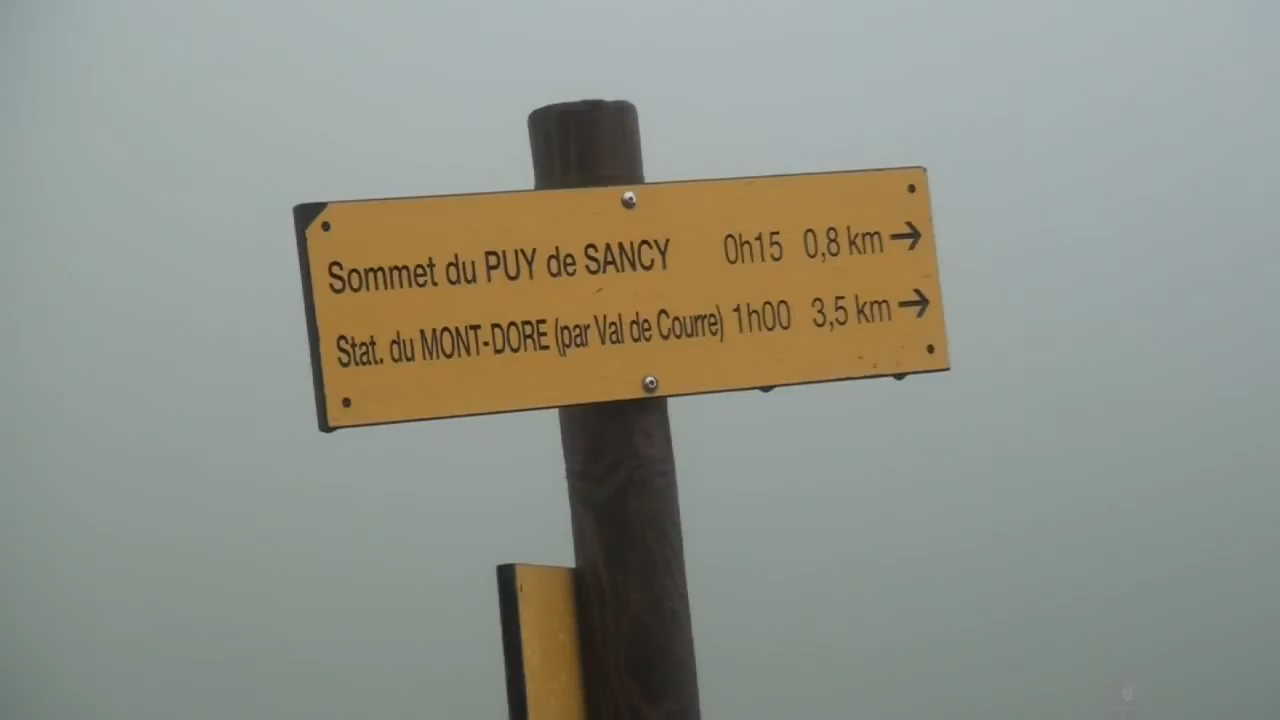 Sommet du PUY de SANCY 0h15 0,8 km →
Stat. du MONT-DORE (par Val de Courre) 1h00 3,5 km →